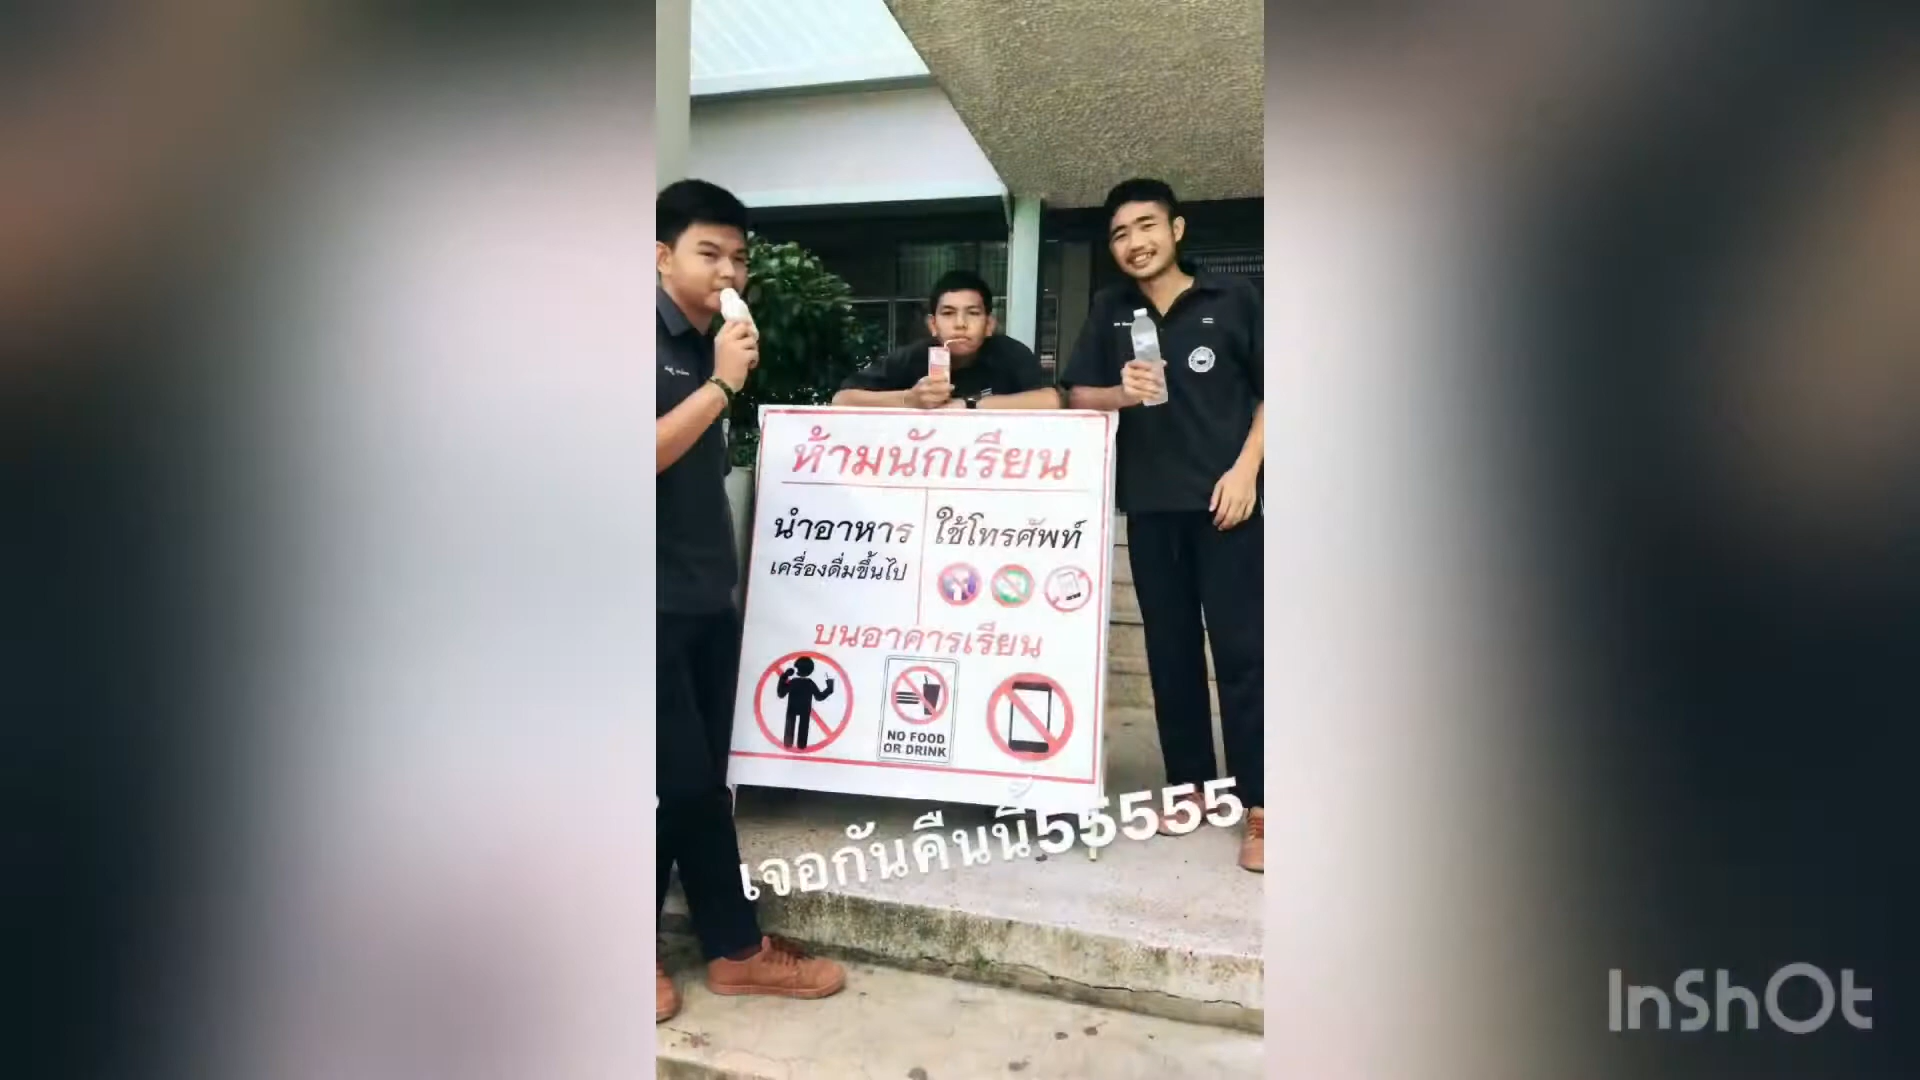 ห้ามนักเรียน
นำอาหาร
เครื่องดื่มขึ้นไป
ใช้โทรศัพท์
บนอาคารเรียน
NO FOOD
OR DRINK
เจอกันคืนนี้55555
InShOt